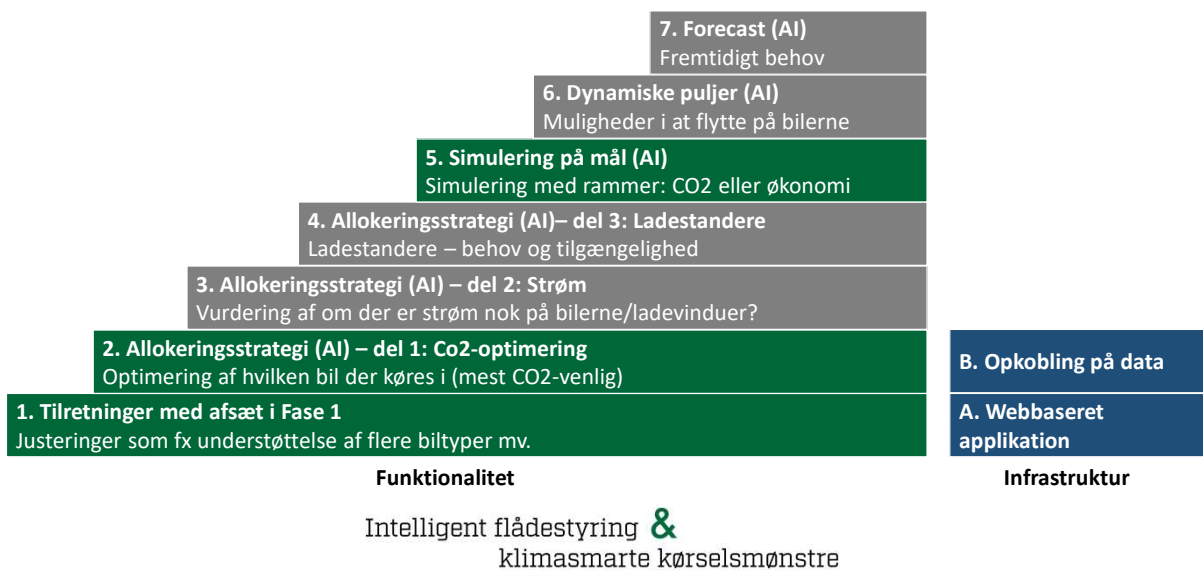 7. Forecast (AI)
Fremtidigt behov
6. Dynamiske puljer (AI)
Muligheder i at flytte på bilerne
5. Simulering på mål (AI)
Simulering med rammer: CO2 eller økonomi
4. Allokeringsstrategi (AI)– del 3: Ladestandere
Ladestandere – behov og tilgængelighed
3. Allokeringsstrategi (AI) – del 2: Strøm
Vurdering af om der er strøm nok på bilerne/ladevinduer?
2. Allokeringsstrategi (AI) – del 1: Co2-optimering
Optimering af hvilken bil der køres i (mest CO2-venlig)
1. Tilretninger med afsæt i Fase 1
Justeringer som fx understøttelse af flere biltyper mv.
Funktionalitet
B. Opkobling på data
A. Webbaseret
applikation
Infrastruktur
Intelligent flådestyring &
klimasmarte kørselsmønstre